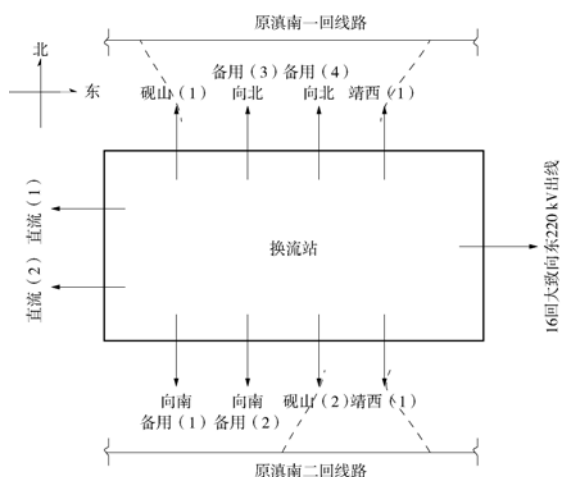 原滇南一回线路
北
东
备用（3） 备用（4）
砚山（1） 向北 向北 靖西（1）
直流（1）
直流（2）
换流站
16回大致向东220 kV出线
向南 向南 砚山（2） 靖西（1）
备用（1） 备用（2）
原滇南二回线路